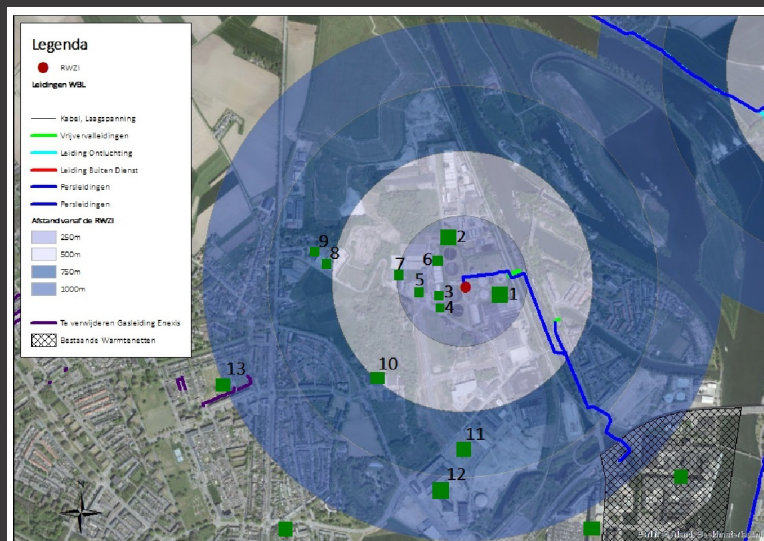 Legenda
RWZI
Leidingen WBL
Kabel, Laagspanning
Vrijvervalleidingen
Leiding Ontluchting
Leiding Buiten Dienst
Persleidingen
Persleidingen
Afstand vanaf de RWZI
250m
500m
750m
1000m
Te verwijderen Gasleiding Enexis
Bestaande Warmtenetten
2
9
6
8
7
5
3
1
4
10
13
11
12